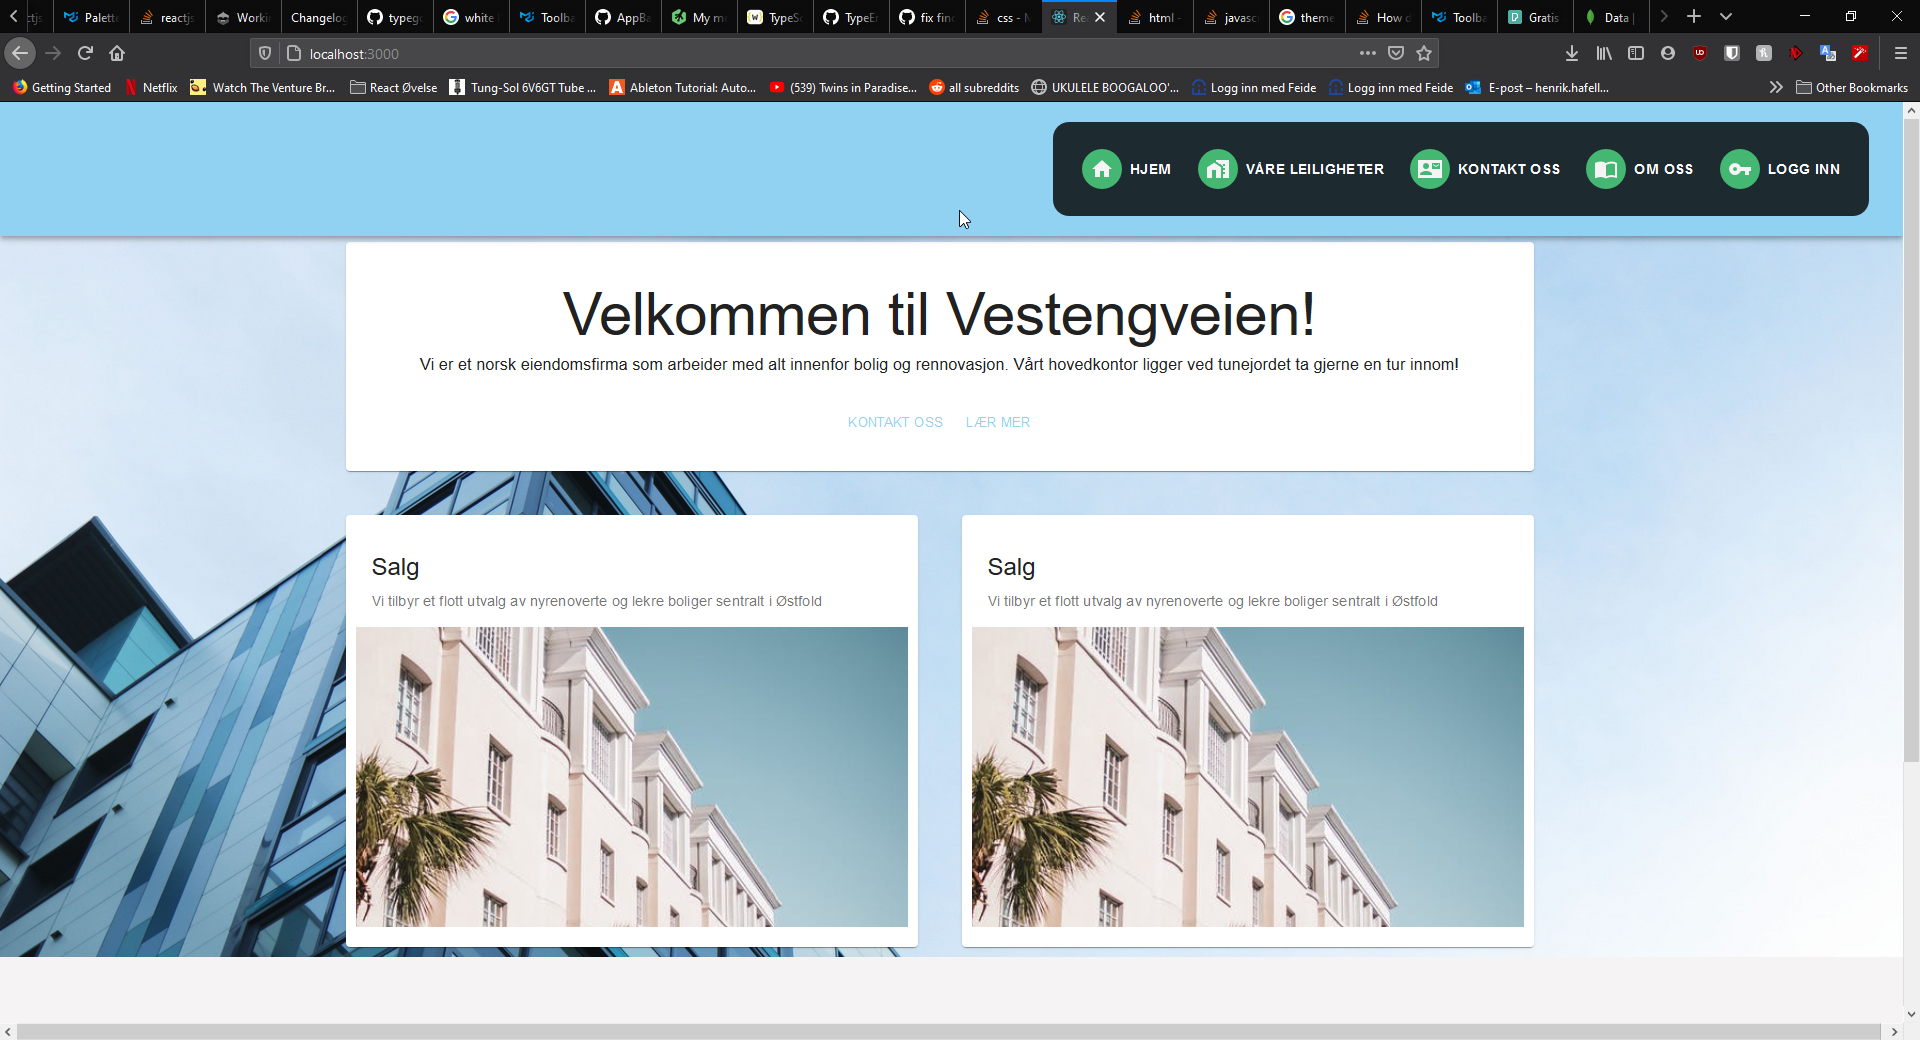 Palette
reactjs
Workin
Changelog
typego
white
Toolba
AppBa
My m
TypeSc
TypeEr
fix fin
css - M
Re
html -
javasc
theme
How d
Toolba
Gratis
Data |
localhost:3000
Getting Started Netflix Watch The Venture Br... React Øvelse Tung-Sol 6V6GT Tube ... Ableton Tutorial: Auto... (539) Twins in Paradise... all subreddits UKULELE BOOGALOO'... Logg inn med Feide Logg inn med Feide E-post – henrik.hafell... Other Bookmarks
HJEM VÅRE LEILIGHETER KONTAKT OSS OM OSS LOGG INN
Velkommen til Vestengveien!
Vi er et norsk eiendomsfirma som arbeider med alt innenfor bolig og rennovasjon. Vårt hovedkontor ligger ved tunejordet ta gjerne en tur innom!
KONTAKT OSS LÆR MER
Salg
Vi tilbyr et flott utvalg av nyrenoverte og lekre boliger sentralt i Østfold
Salg
Vi tilbyr et flott utvalg av nyrenoverte og lekre boliger sentralt i Østfold